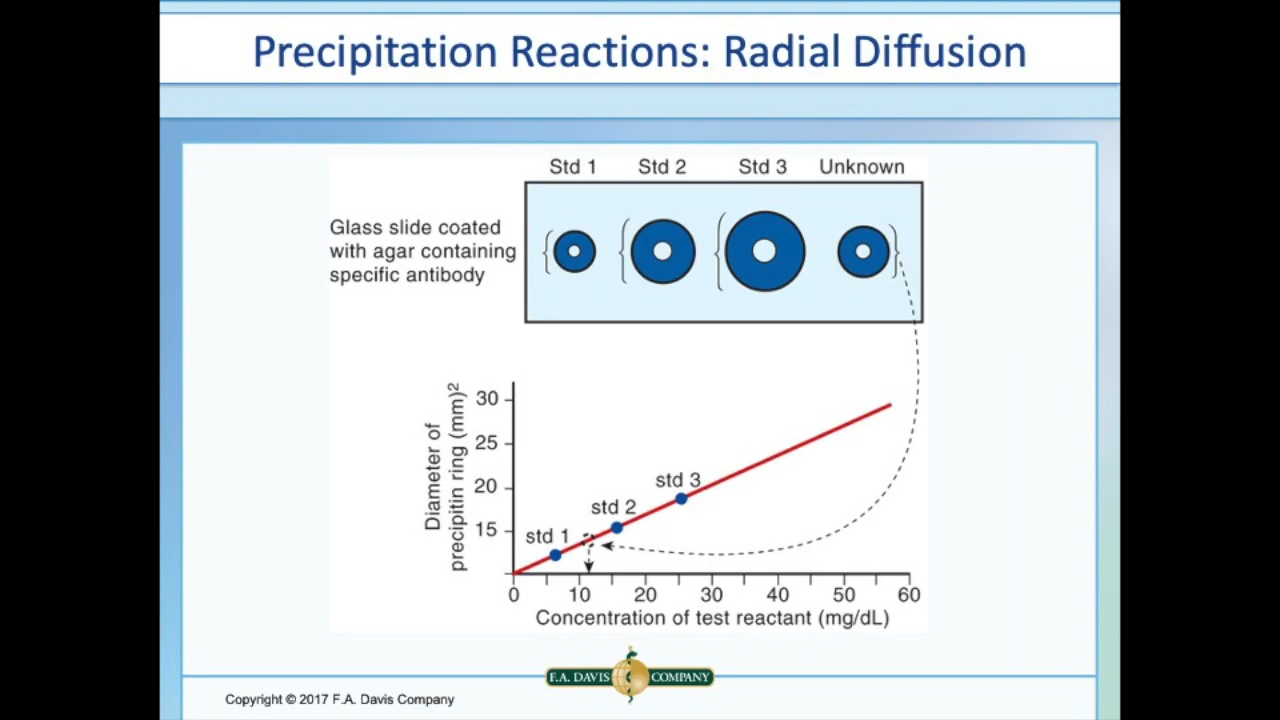 Precipitation Reactions: Radial Diffusion
Std 1 Std 2 Std 3 Unknown
Glass slide coated
with agar containing
specific antibody
Diameter of
precipitin ring (mm)²
30
25
20
15
std 3
std 2
std 1
0 10 20 30 40 50 60
Concentration of test reactant (mg/dL)
F.A. DAVIS COMPANY
Copyright © 2017 F.A. Davis Company